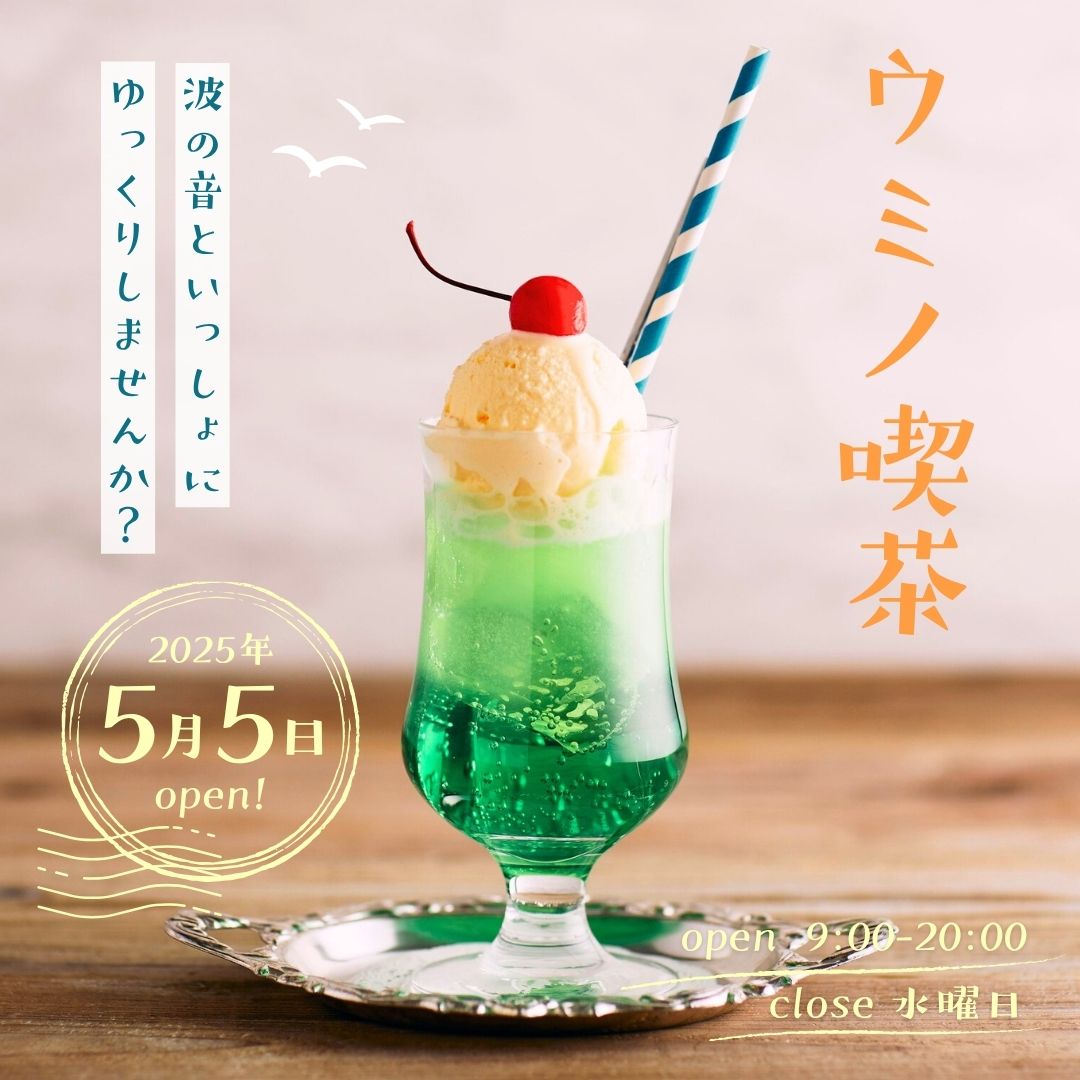 ウミノ喫茶
波の音といっしょに
ゆっくりしませんか？
2025年
5月5日
open!
open 9:00-20:00
close 水曜日